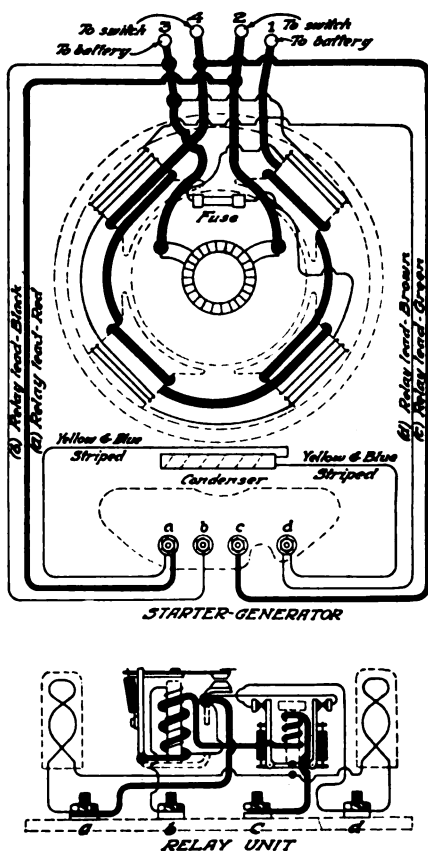 To switch
4
2
To switch
3
1
To battery
To battery
Fuse
(b) Relay lead-Black
(a) Relay lead-Red
(d) Relay lead-Brown
(c) Relay lead-Green
Yellow & Blue
Striped
Yellow & Blue
Striped
Condenser
a
b
c
d
STARTER-GENERATOR
a
b
c
d
RELAY UNIT